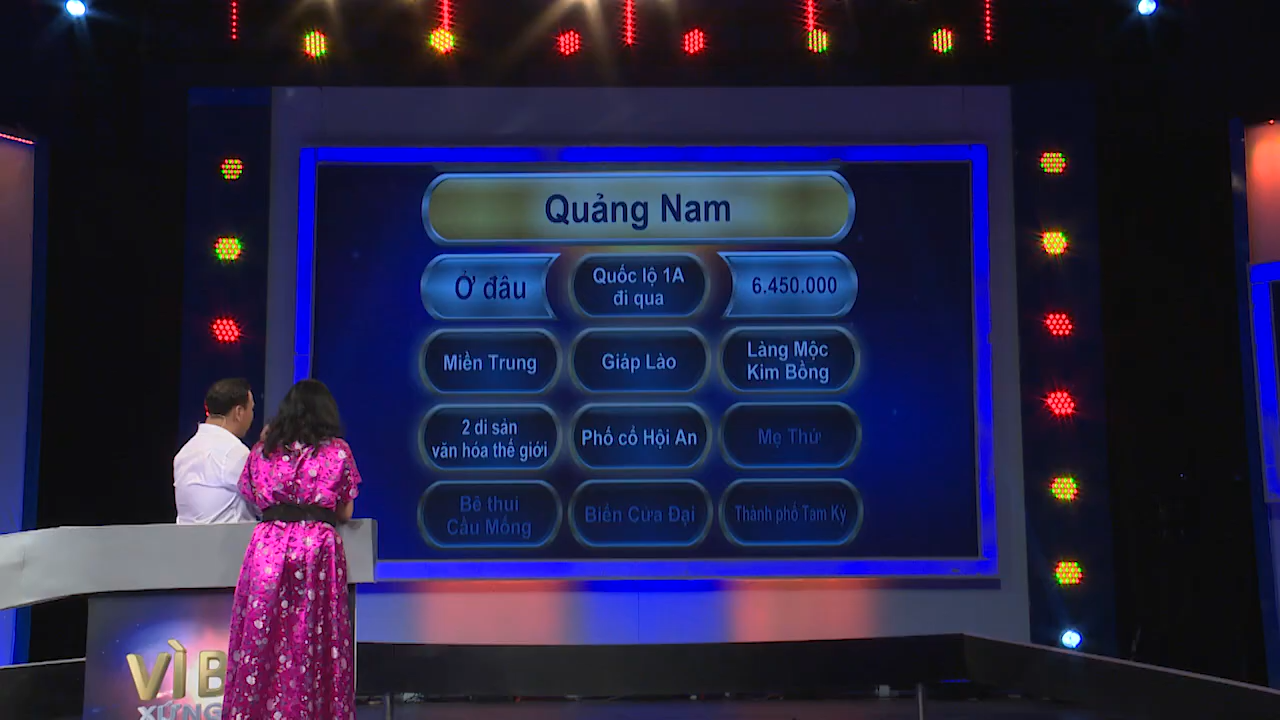 Quảng Nam
Ở đâu
Quốc lộ 1A
đi qua
6.450.000
Miền Trung
Giáp Lào
Làng Mộc
Kim Bồng
2 di sản
văn hóa thế giới
Phố cổ Hội An
Mẹ Thứ
Bê thui
Cầu Mống
Biển Cửa Đại
Thành phố Tam Kỳ
VÌ B
XỨNG